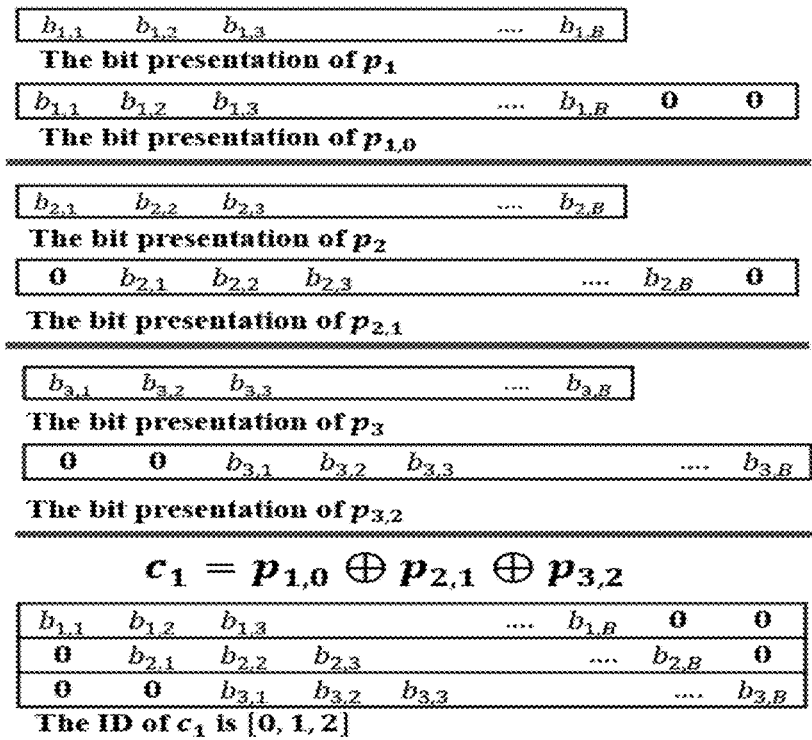 b₁,₁ b₁,₂ b₁,₃ .... b₁,B
The bit presentation of p₁
b₁,₁ b₁,₂ b₁,₃ .... b₁,B 0 0
The bit presentation of p₁,₀
b₂,₁ b₂,₂ b₂,₃ .... b₂,B
The bit presentation of p₂
0 b₂,₁ b₂,₂ b₂,₃ .... b₂,B 0
The bit presentation of p₂,₁
b₃,₁ b₃,₂ b₃,₃ .... b₃,B
The bit presentation of p₃
0 0 b₃,₁ b₃,₂ b₃,₃ .... b₃,B
The bit presentation of p₃,₂
c₁ = p₁,₀ ⊕ p₂,₁ ⊕ p₃,₂
b₁,₁ b₁,₂ b₁,₃ .... b₁,B 0 0
0 b₂,₁ b₂,₂ b₂,₃ .... b₂,B 0
0 0 b₃,₁ b₃,₂ b₃,₃ .... b₃,B
The ID of c₁ is [0, 1, 2]